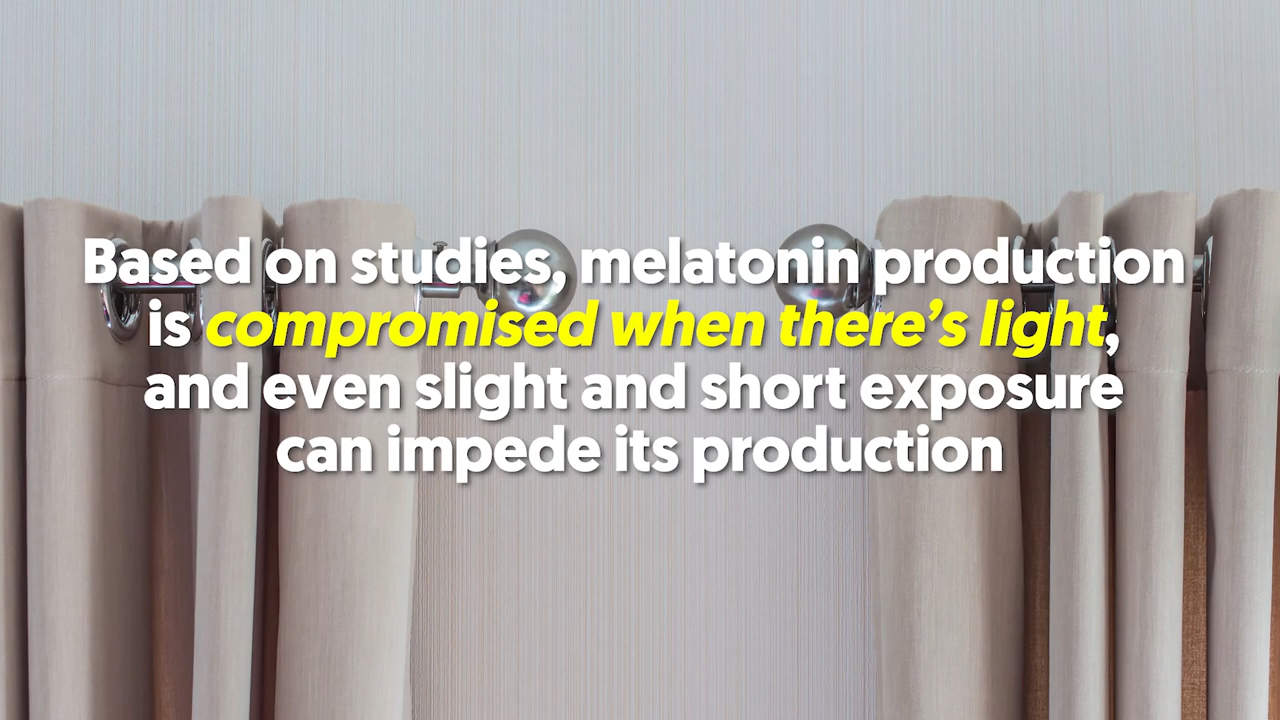 Based on studies, melatonin production
is compromised when there’s light,
and even slight and short exposure
can impede its production